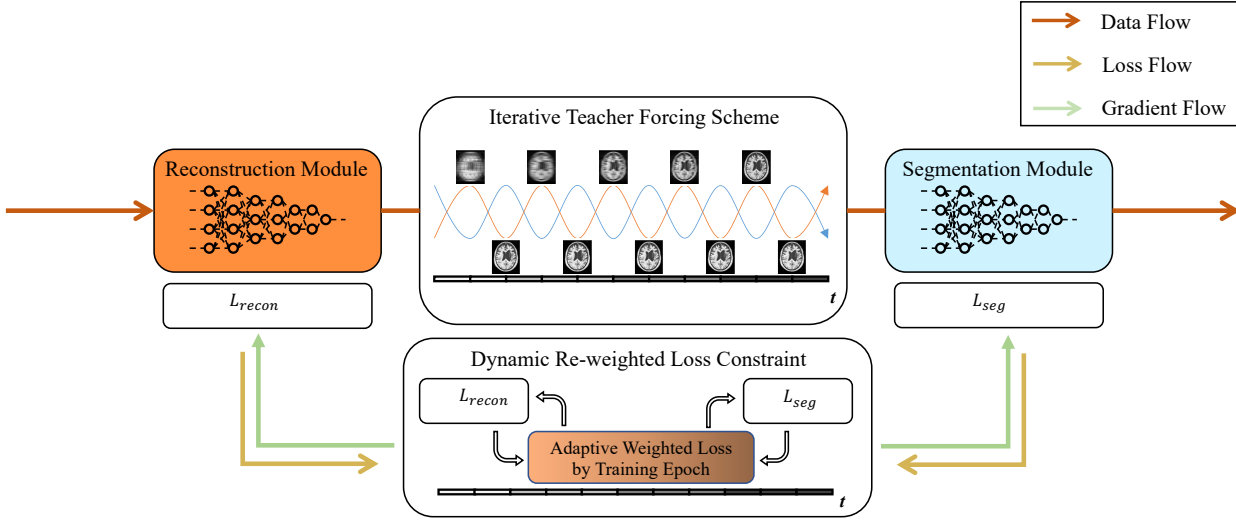 Data Flow
Loss Flow
Gradient Flow
Iterative Teacher Forcing Scheme
Reconstruction Module
Segmentation Module
t
L_recon
L_seg
Dynamic Re-weighted Loss Constraint
L_recon
L_seg
Adaptive Weighted Loss
by Training Epoch
t